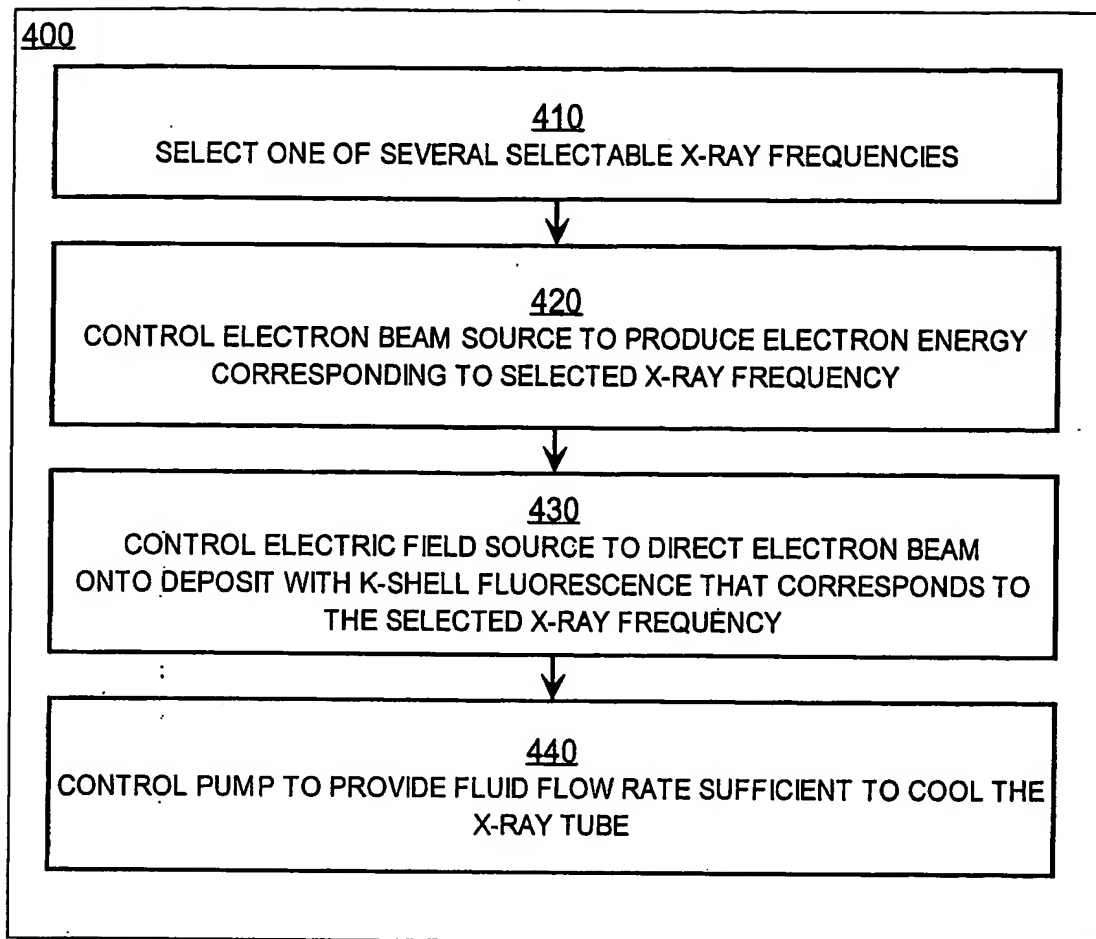 400
410
SELECT ONE OF SEVERAL SELECTABLE X-RAY FREQUENCIES
420
CONTROL ELECTRON BEAM SOURCE TO PRODUCE ELECTRON ENERGY
CORRESPONDING TO SELECTED X-RAY FREQUENCY
430
CONTROL ELECTRIC FIELD SOURCE TO DIRECT ELECTRON BEAM
ONTO DEPOSIT WITH K-SHELL FLUORESCENCE THAT CORRESPONDS TO
THE SELECTED X-RAY FREQUENCY
440
CONTROL PUMP TO PROVIDE FLUID FLOW RATE SUFFICIENT TO COOL THE
X-RAY TUBE